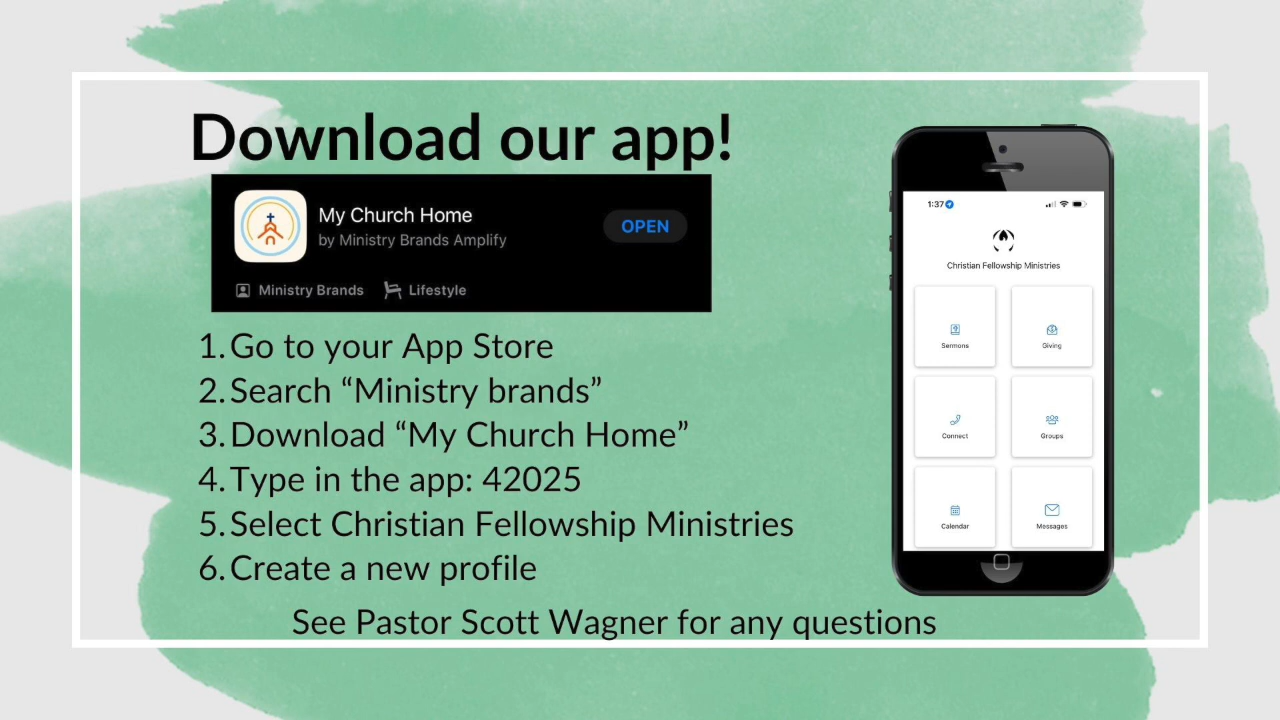 Download our app!
My Church Home
by Ministry Brands Amplify
OPEN
Ministry Brands Lifestyle
1. Go to your App Store
2. Search “Ministry brands”
3. Download “My Church Home”
4. Type in the app: 42025
5. Select Christian Fellowship Ministries
6. Create a new profile
See Pastor Scott Wagner for any questions
1:37
Christian Fellowship Ministries
Sermons Giving
Connect Groups
Calendar Messages